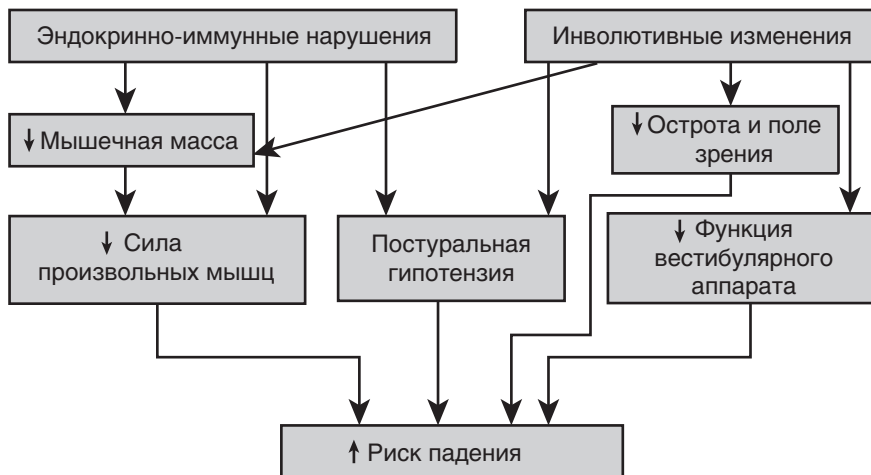 Эндокринно-иммунные нарушения
Инволютивные изменения
↓ Мышечная масса
↓ Острота и поле
зрения
↓ Сила
произвольных мышц
Постуральная
гипотензия
↓ Функция
вестибулярного
аппарата
↑ Риск падения